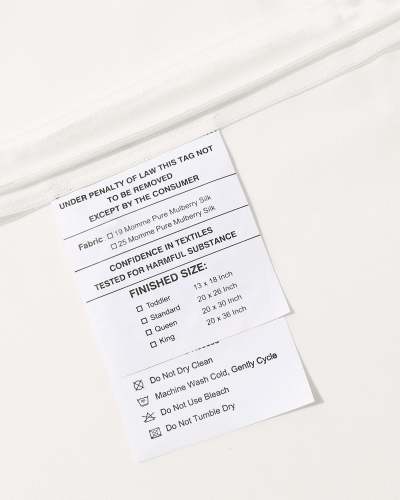 UNDER PENALTY OF LAW THIS TAG NOT
TO BE REMOVED
EXCEPT BY THE CONSUMER
Fabric ☐ 19 Momme Pure Mulberry Silk
☐ 25 Momme Pure Mulberry Silk
CONFIDENCE IN TEXTILES
TESTED FOR HARMFUL SUBSTANCE
FINISHED SIZE:
☐ Toddler 13 x 18 Inch
☐ Standard 20 x 26 Inch
☐ Queen 20 x 30 Inch
☐ King 20 x 36 Inch
Do Not Dry Clean
Machine Wash Cold, Gently Cycle
Do Not Use Bleach
Do Not Tumble Dry